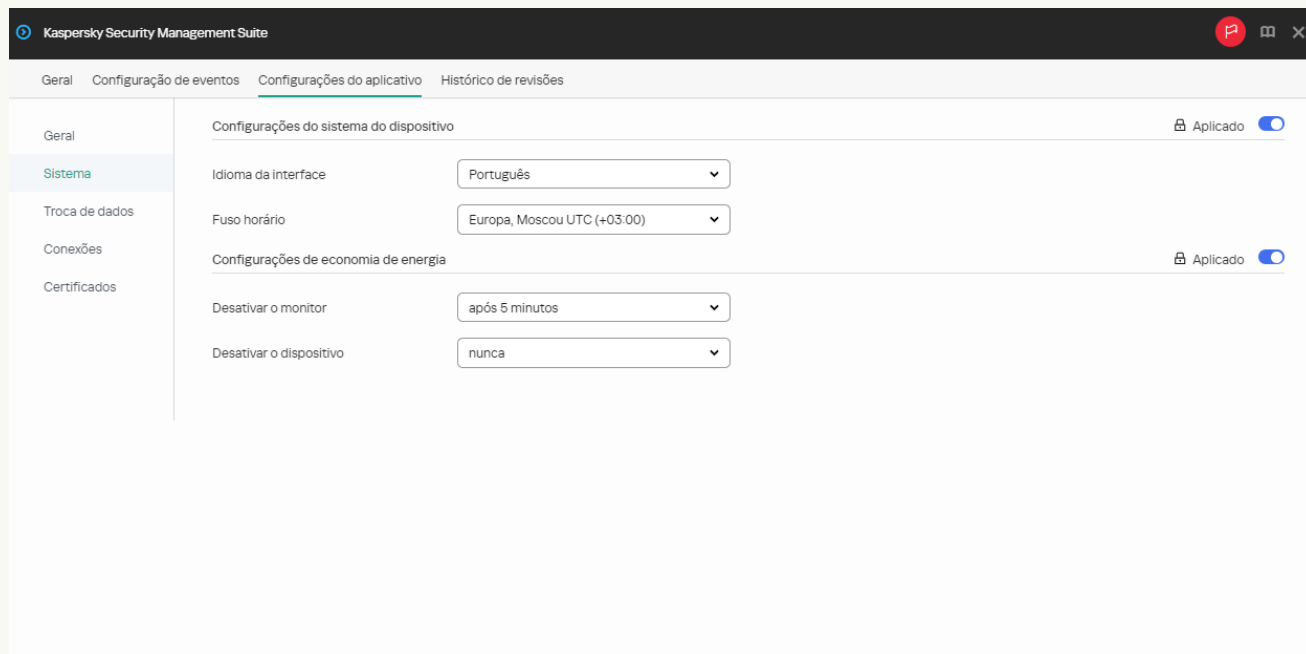 Kaspersky Security Management Suite
Geral Configuração de eventos Configurações do aplicativo Histórico de revisões
Geral
Sistema
Troca de dados
Conexões
Certificados
Configurações do sistema do dispositivo Aplicado
Idioma da interface Português
Fuso horário Europa, Moscou UTC (+03:00)
Configurações de economia de energia Aplicado
Desativar o monitor após 5 minutos
Desativar o dispositivo nunca